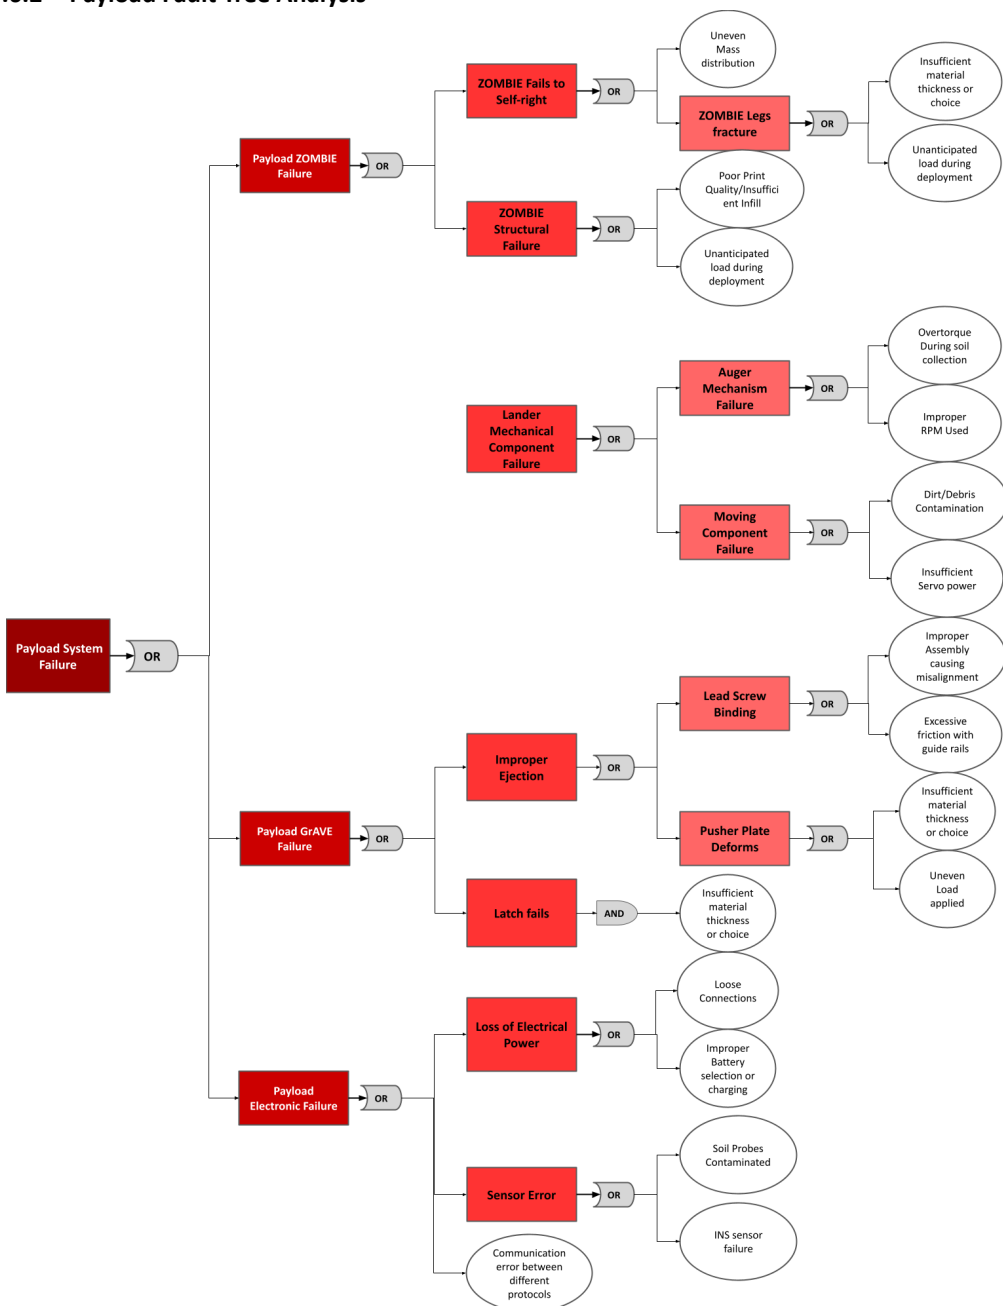 Payload Fault Tree Analysis
Uneven
Mass
distribution
Insufficient
material
thickness or
choice
ZOMBIE Fails to
Self-right
OR
ZOMBIE Legs
fracture
OR
Payload ZOMBIE
Failure
OR
Unanticipated
load during
deployment
Poor Print
Quality/Insuffici
ent Infill
ZOMBIE
Structural
Failure
OR
Unanticipated
load during
deployment
Overtorque
During soil
collection
Auger
Mechanism
Failure
OR
Improper
RPM Used
Lander
Mechanical
Component
Failure
OR
Dirt/Debris
Contamination
Moving
Component
Failure
OR
Insufficient
Servo power
Payload System
Failure
OR
Improper
Assembly
causing
misalignment
Lead Screw
Binding
OR
Excessive
friction with
guide rails
Improper
Ejection
OR
Insufficient
material
thickness
or choice
Payload GrAVE
Failure
OR
Pusher Plate
Deforms
OR
Uneven
Load
applied
Latch fails
AND
Insufficient
material
thickness
or choice
Loose
Connections
Loss of Electrical
Power
OR
Improper
Battery
selection or
charging
Payload
Electronic Failure
OR
Soil Probes
Contaminated
Sensor Error
OR
INS sensor
failure
Communication
error between
different
protocols